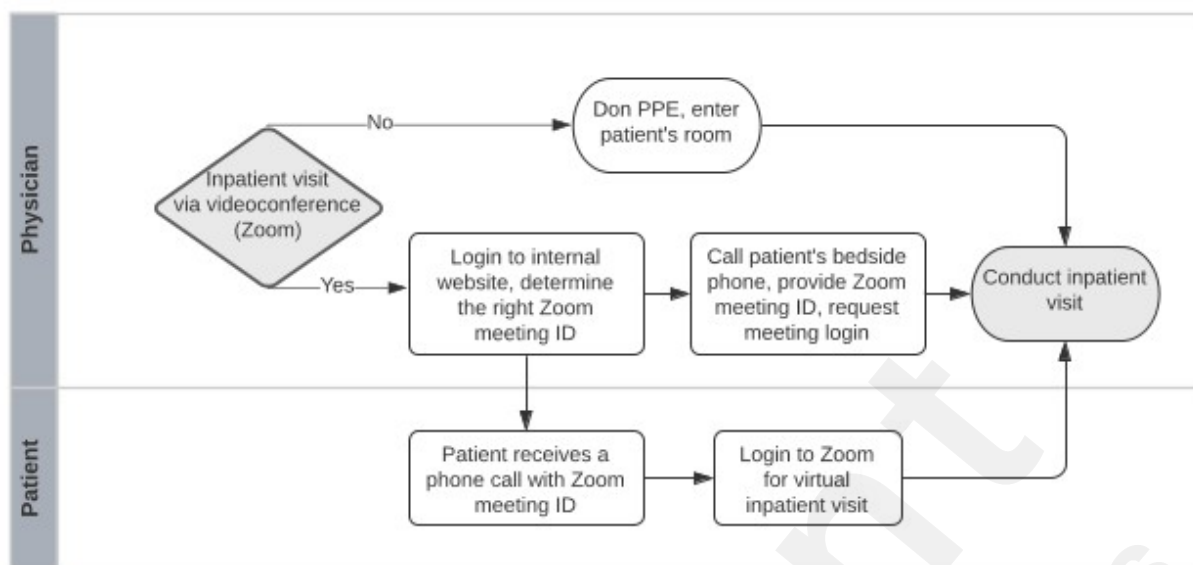 Physician
No
Don PPE, enter
patient's room
Inpatient visit
via videoconference
(Zoom)
Yes
Login to internal
website, determine
the right Zoom
meeting ID
Call patient's bedside
phone, provide Zoom
meeting ID, request
meeting login
Conduct inpatient
visit
Patient
Patient receives a
phone call with Zoom
meeting ID
Login to Zoom
for virtual
inpatient visit